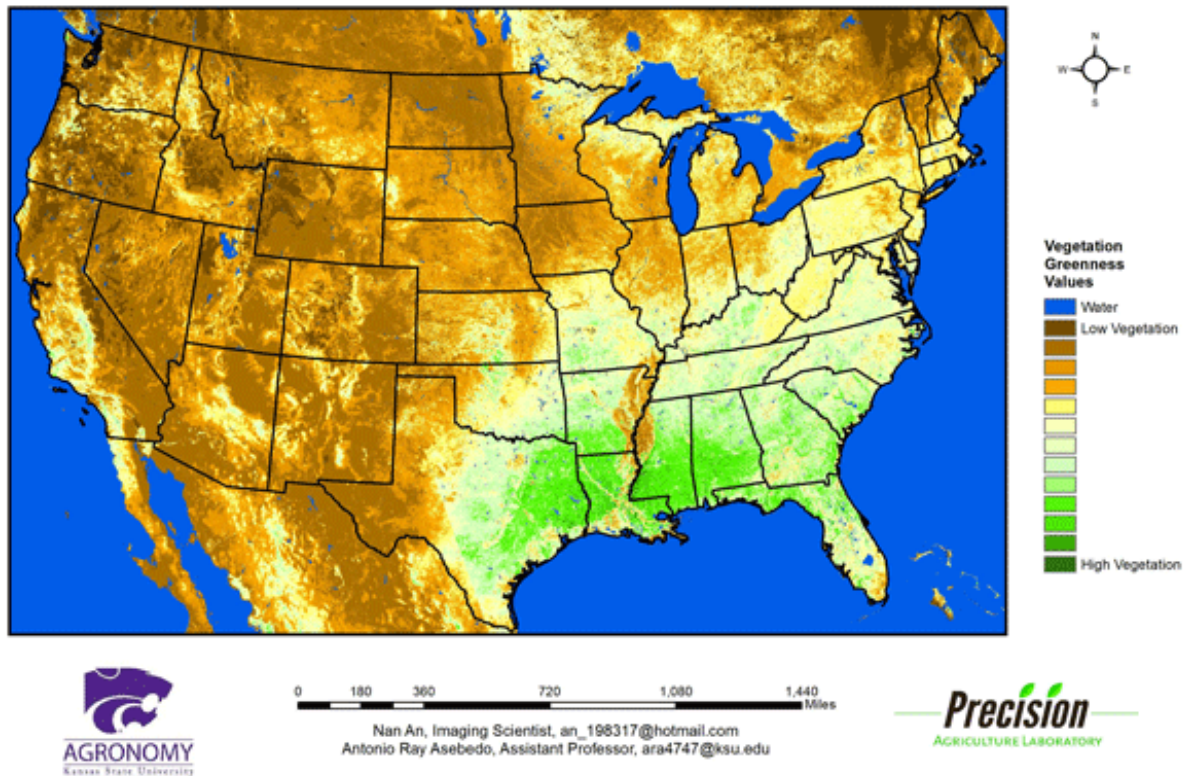 N
W E
S
Vegetation
Greenness
Values
Water
Low Vegetation
High Vegetation
0 180 360 720 1,080 1,440
Miles
Nan An, Imaging Scientist, an_198317@hotmail.com
Antonio Ray Asebedo, Assistant Professor, ara4747@ksu.edu
AGRONOMY
Kansas State University
Precision
AGRICULTURE LABORATORY